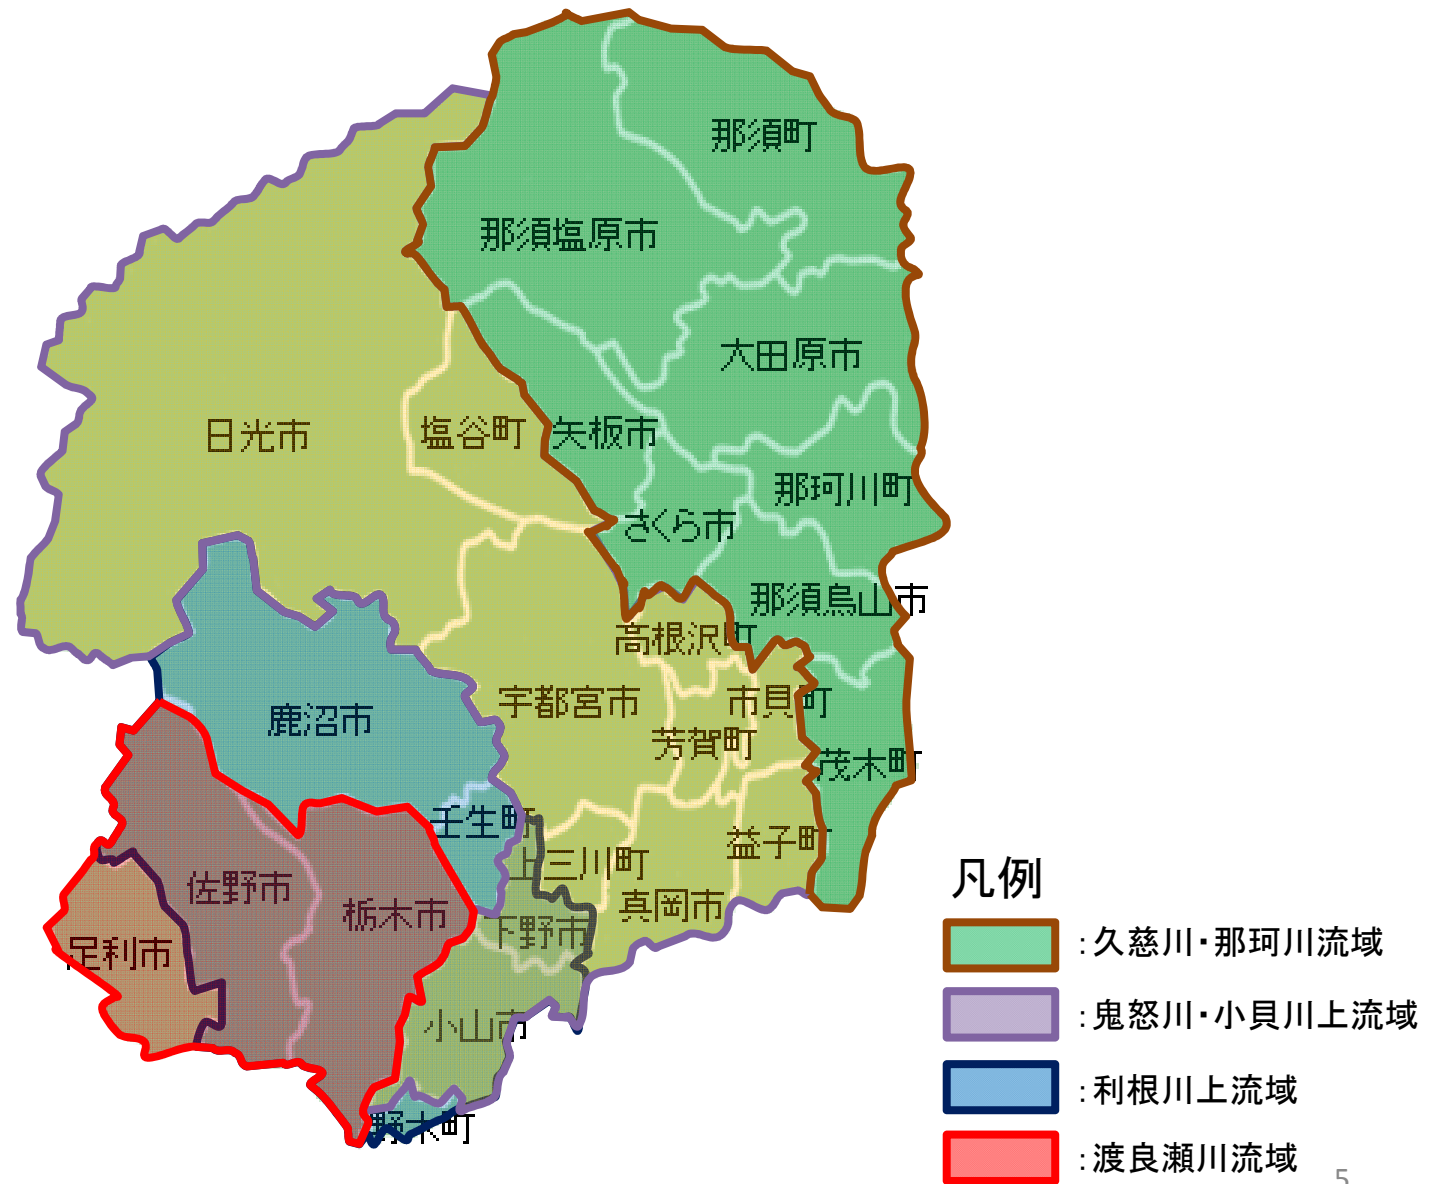 那須町
那須塩原市
大田原市
日光市
塩谷町
矢板市
那珂川町
さくら市
那須烏山市
高根沢町
宇都宮市
市貝町
鹿沼市
芳賀町
茂木町
壬生町
益子町
上三川町
佐野市
真岡市
栃木市
下野市
足利市
小山市
野木町
凡例
：久慈川・那珂川流域
：鬼怒川・小貝川上流域
：利根川上流域
：渡良瀬川流域
5